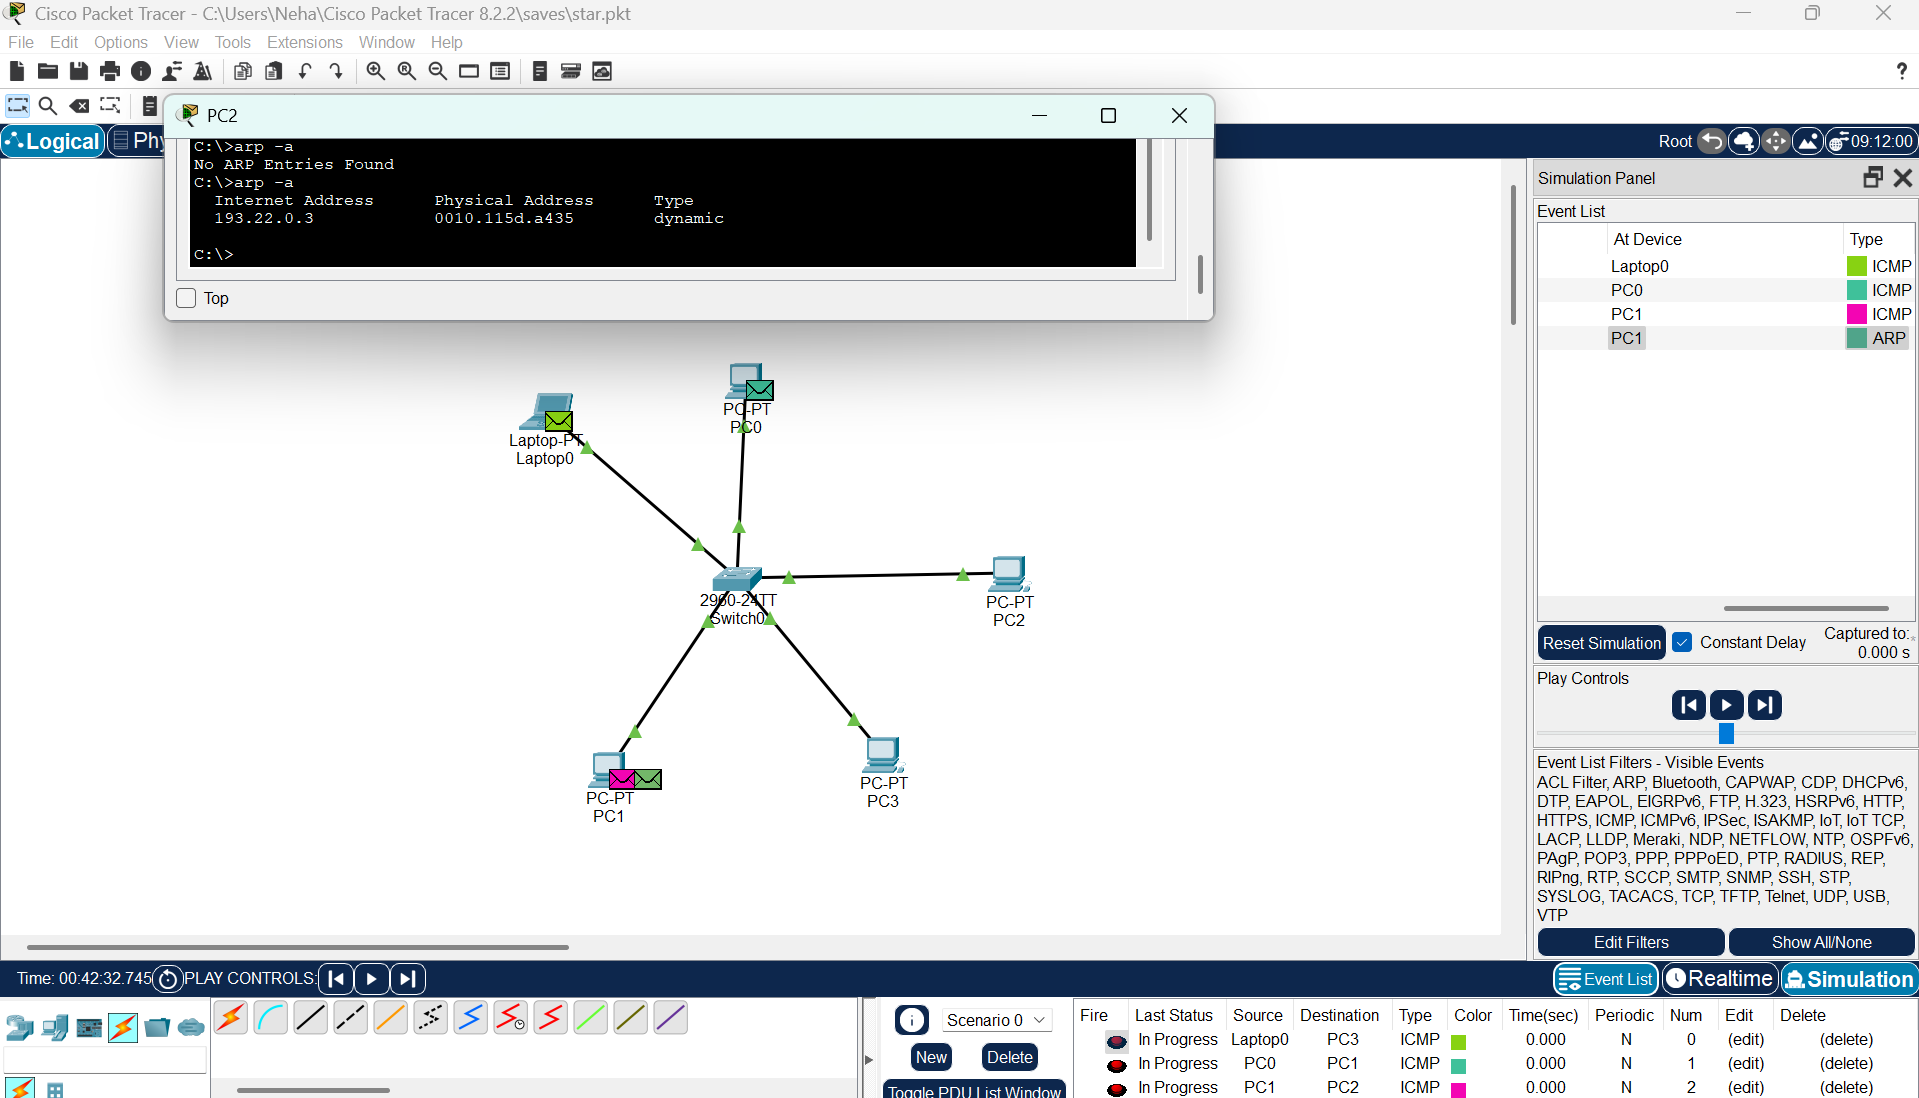 Cisco Packet Tracer - C:\Users\Neha\Cisco Packet Tracer 8.2.2\saves\star.pkt
File Edit Options View Tools Extensions Window Help
?
PC2
Logical Phy
Root 09:12:00
C:\>arp -a
No ARP Entries Found
C:\>arp -a
Internet Address Physical Address Type
193.22.0.3 0010.115d.a435 dynamic
C:\>
Top
Simulation Panel
Event List
At Device Type
Laptop0 ICMP
PC0 ICMP
PC1 ICMP
PC1 ARP
PC-PT
PC0
Laptop-PT
Laptop0
2960-24TT
Switch0
PC-PT
PC2
PC-PT
PC1
PC-PT
PC3
Reset Simulation Constant Delay Captured to:
0.000 s
Play Controls
Event List Filters - Visible Events
ACL Filter, ARP, Bluetooth, CAPWAP, CDP, DHCPv6,
DTP, EAPOL, EIGRPv6, FTP, H.323, HSRPv6, HTTP,
HTTPS, ICMP, ICMPv6, IPSec, ISAKMP, IoT, IoT TCP,
LACP, LLDP, Meraki, NDP, NETFLOW, NTP, OSPFv6,
PAgP, POP3, PPP, PPPoED, PTP, RADIUS, REP,
RIPng, RTP, SCCP, SMTP, SNMP, SSH, STP,
SYSLOG, TACACS, TCP, TFTP, Telnet, UDP, USB,
VTP
Edit Filters Show All/None
Time: 00:42:32.745 PLAY CONTROLS:
Event List Realtime Simulation
Scenario 0
New Delete
Toggle PDU List Window
Fire Last Status Source Destination Type Color Time(sec) Periodic Num Edit Delete
In Progress Laptop0 PC3 ICMP 0.000 N 0 (edit) (delete)
In Progress PC0 PC1 ICMP 0.000 N 1 (edit) (delete)
In Progress PC1 PC2 ICMP 0.000 N 2 (edit) (delete)